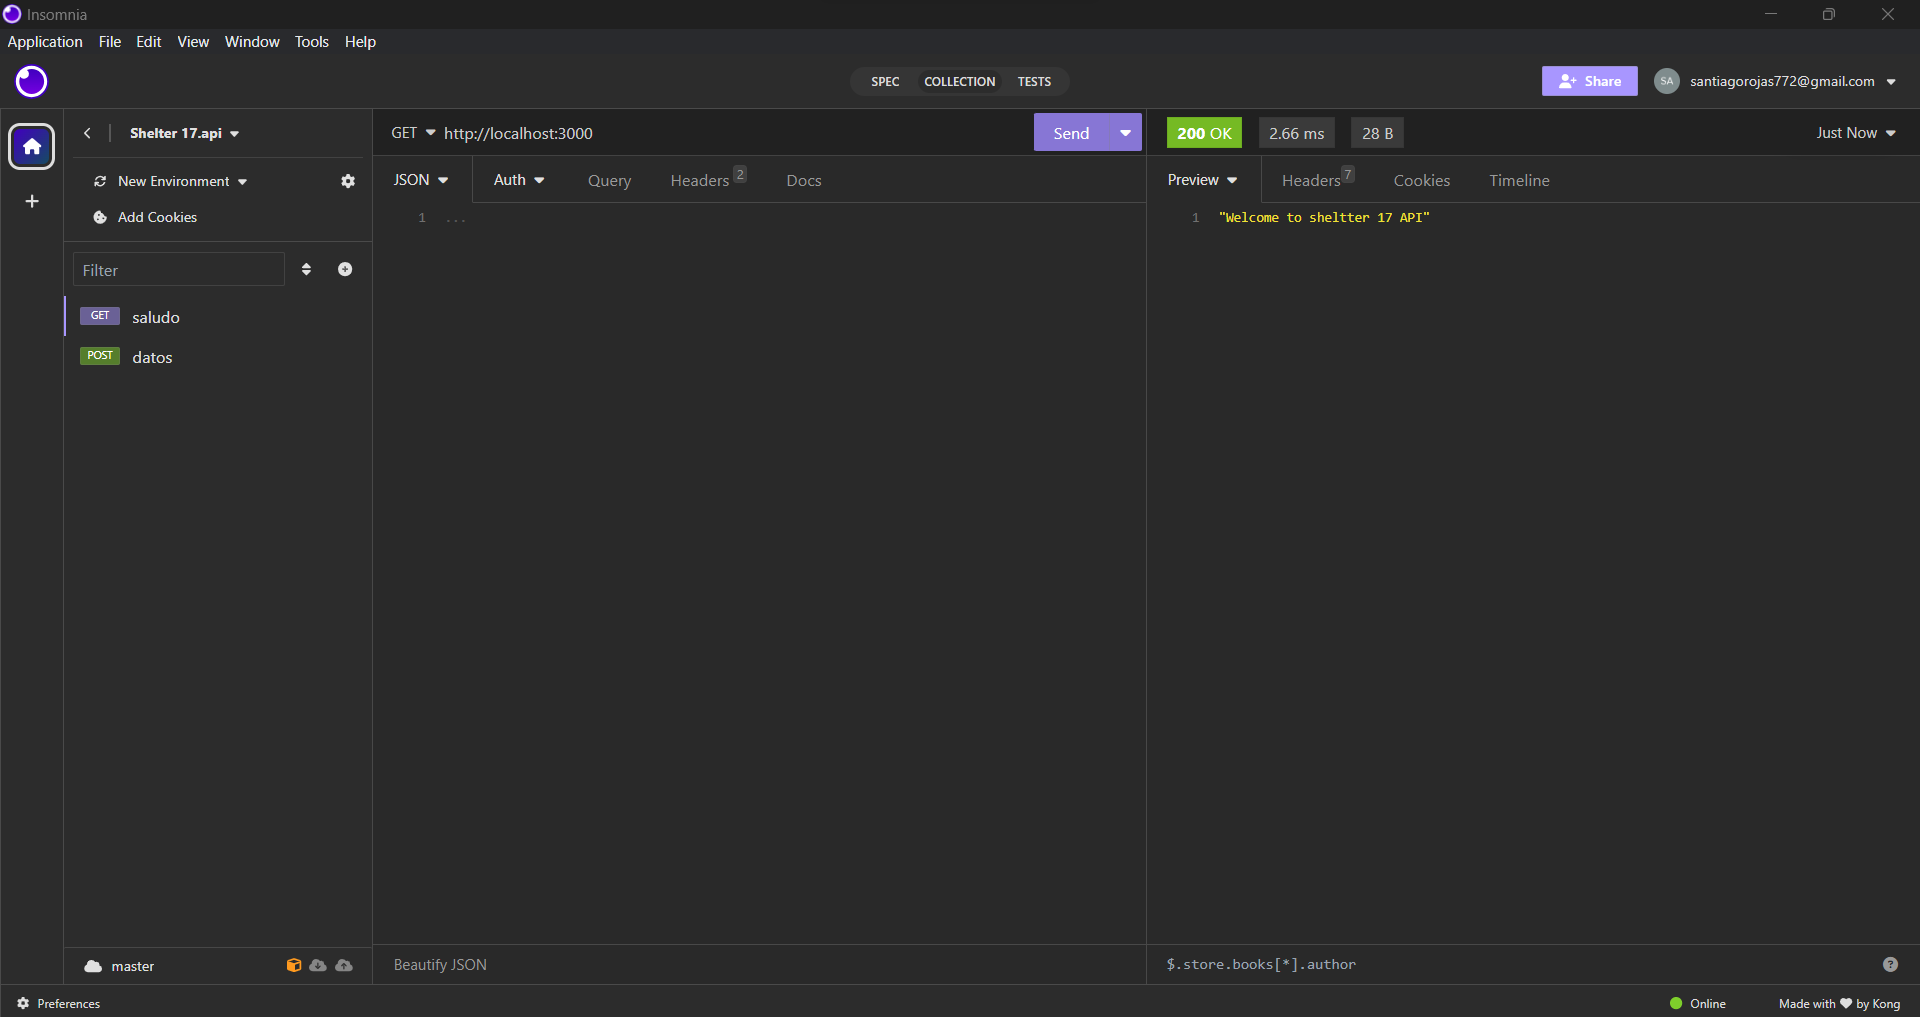 Insomnia
Application File Edit View Window Tools Help
SPEC COLLECTION TESTS
Share
SA santiagorojas772@gmail.com
Shelter 17.api
New Environment
Add Cookies
Filter
GET saludo
POST datos
master
GET http://localhost:3000
Send
JSON Auth Query Headers 2 Docs
1 ...
Beautify JSON
200 OK 2.66 ms 28 B Just Now
Preview Headers 7 Cookies Timeline
1 "Welcome to sheltter 17 API"
$.store.books[*].author
?
Preferences
Online
Made with ❤ by Kong